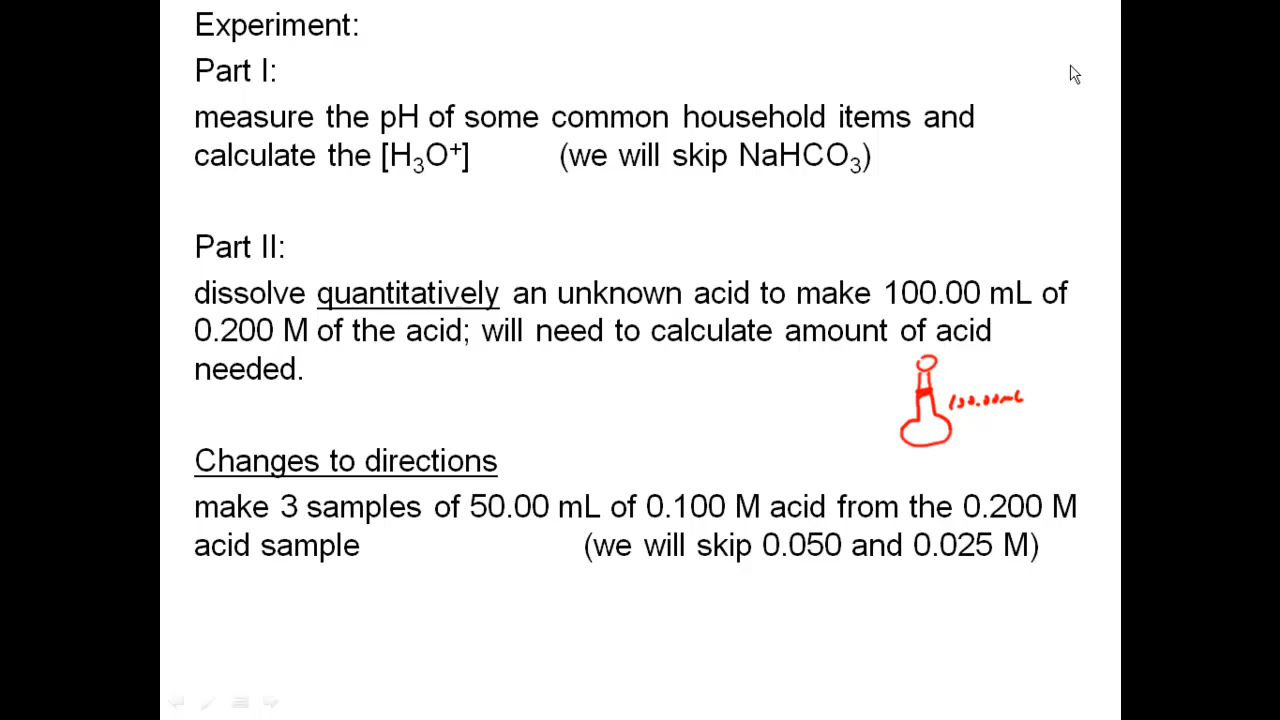 Experiment:
Part I:
measure the pH of some common household items and
calculate the [H₃O⁺] (we will skip NaHCO₃)
Part II:
dissolve quantitatively an unknown acid to make 100.00 mL of
0.200 M of the acid; will need to calculate amount of acid
needed.
100.00mL
Changes to directions
make 3 samples of 50.00 mL of 0.100 M acid from the 0.200 M
acid sample (we will skip 0.050 and 0.025 M)